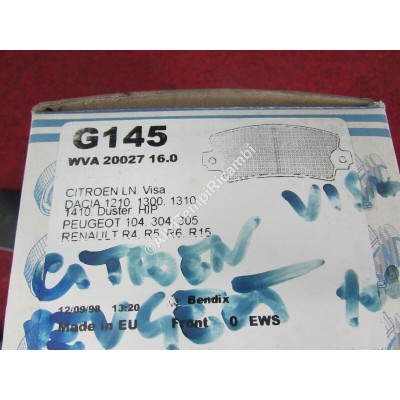 G145
WVA 20027 16.0
CITROEN LN. Visa
DACIA 1210, 1300, 1310
1410, Duster. HIP
PEUGEOT 104, 304, 305
RENAULT R4, R5, R6, R15
VISA
CITROEN
PEUGEOT
12/09/98 13:20 Bendix
Made in EU Front 0 EWS